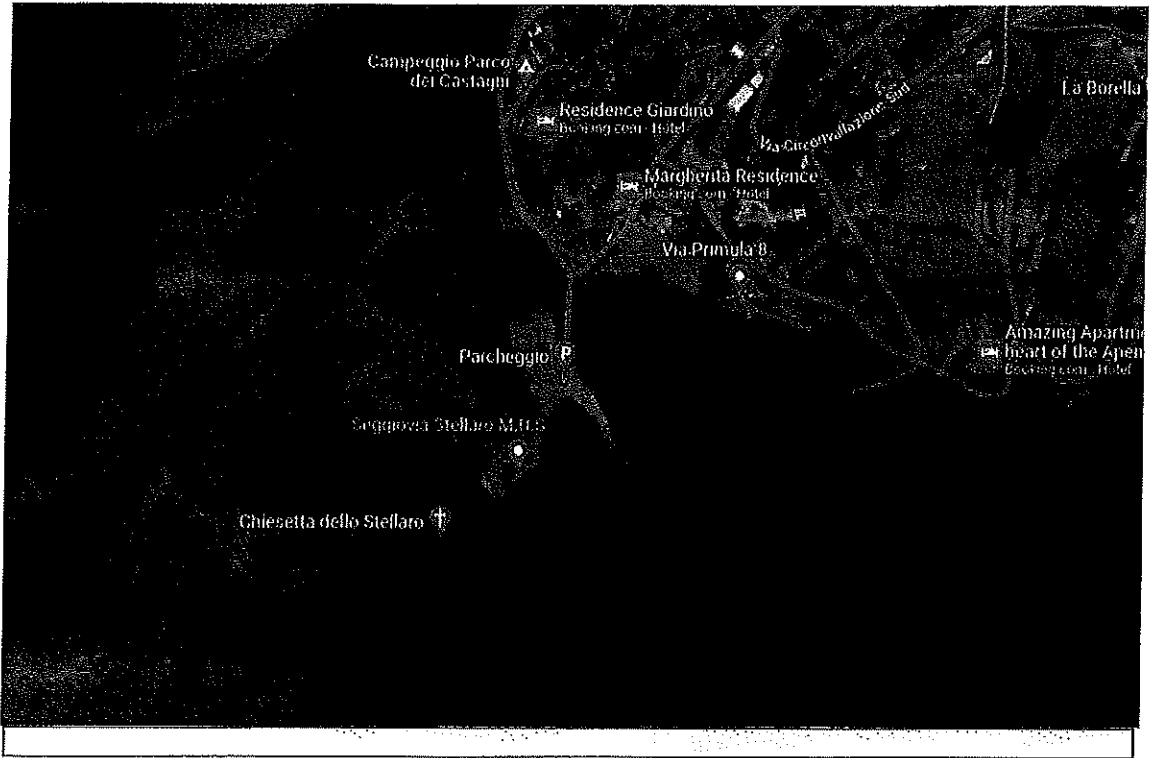 Campeggio Parco
dei Castagni
Residence Giardino
Booking.com · Hotel
La Borella
Via Circonvallazione Sud
Margherita Residence
Booking.com · Hotel
Via Primula 8
Parcheggio P
Amazing Apartme
heart of the Apen
Booking.com · Hotel
Seggiovia Stellaro
Chiesetta dello Stellaro